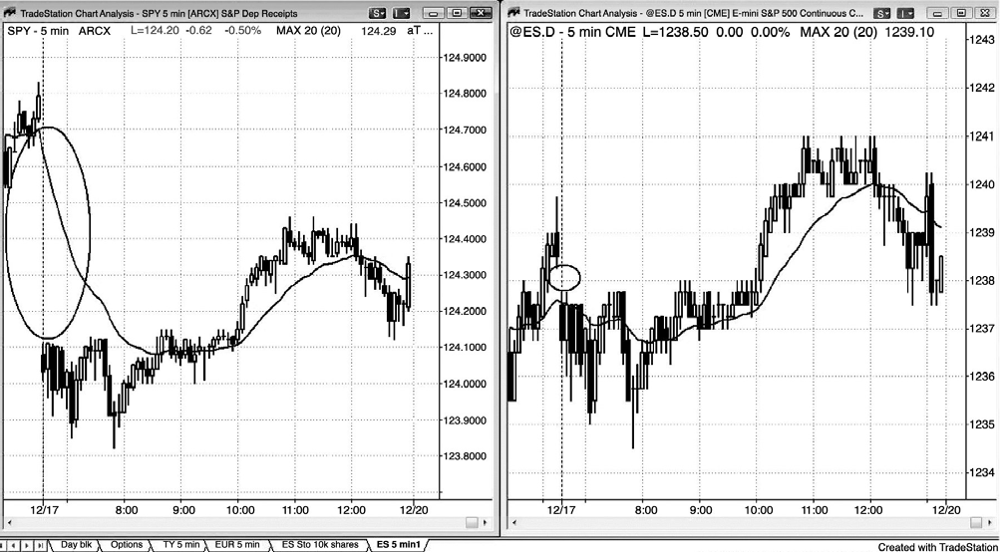 TradeStation Chart Analysis - SPY 5 min [ARCX] S&P Dep Receipts
S
I
SPY - 5 min ARCX L=124.20 -0.62 -0.50% MAX 20 (20) 124.29 aT ...
124.9000
124.8000
124.7000
124.6000
124.5000
124.4000
124.3000
124.2000
124.1000
124.0000
123.9000
123.8000
12/17 8:00 9:00 10:00 11:00 12:00 12/20
TradeStation Chart Analysis - @ES.D 5 min [CME] E-mini S&P 500 Continuous C...
S
I
@ES.D - 5 min CME L=1238.50 0.00 0.00% MAX 20 (20) 1239.10
1243
1242
1241
1240
1239
1238
1237
1236
1235
12/17 8:00 9:00 10:00 11:00 12:00 12/20
Day blk Options TY 5 min EUR 5 min ES Sto 10k shares ES 5 min1
Created with TradeStation